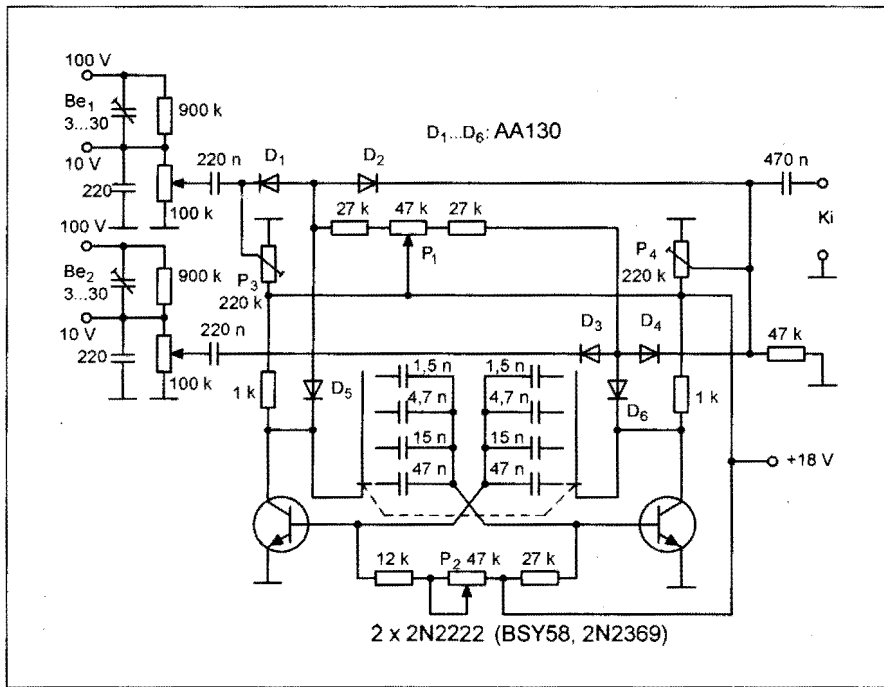 100 V
Be1
3...30
900 k
D1...D6: AA130
10 V
220 n
D1
D2
470 n
220
100 k
27 k
47 k
27 k
Ki
100 V
P1
P3
220 k
P4
220 k
Be2
3...30
900 k
10 V
220 n
D3
D4
220
100 k
47 k
1,5 n
1,5 n
1 k
D5
4,7 n
4,7 n
D6
1 k
15 n
15 n
47 n
47 n
+18 V
12 k
P2
47 k
27 k
2 x 2N2222 (BSY58, 2N2369)